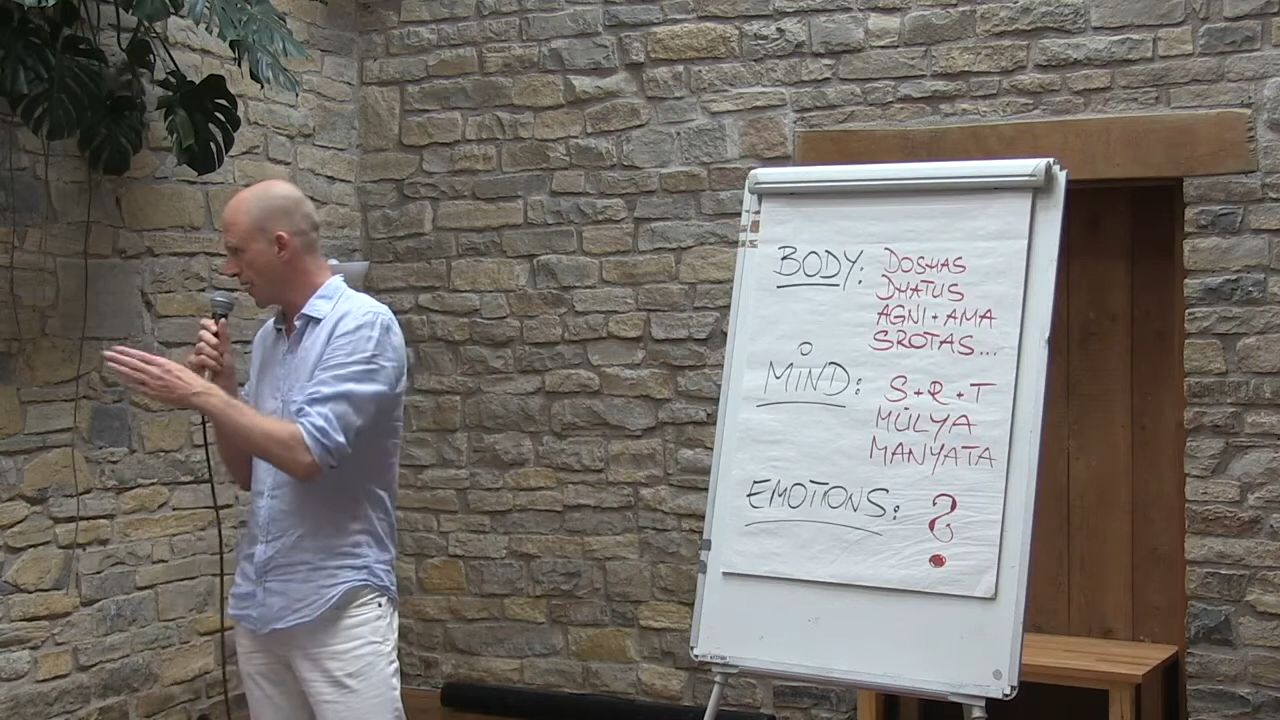 BODY: DOSHAS
DHATUS
AGNI + AMA
SROTAS...
MIND: S + R + T
MŪLYA
MANYATA
EMOTIONS: ?